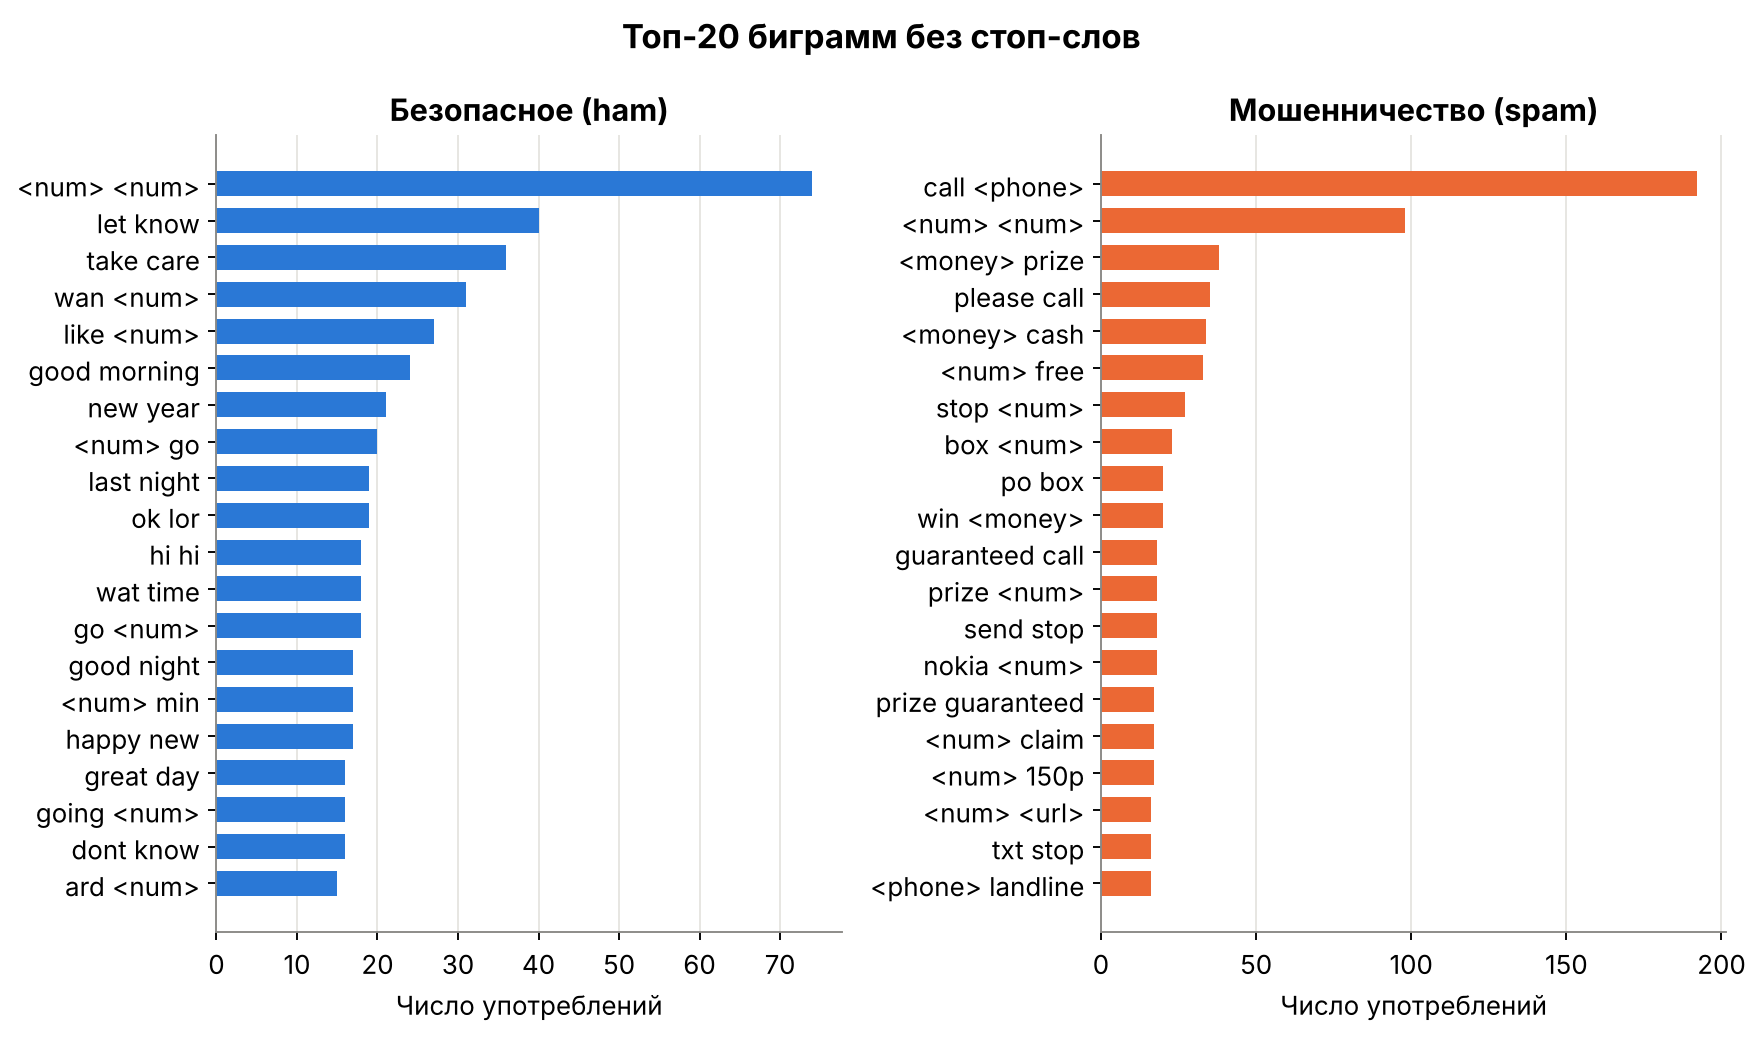 Топ-20 биграмм без стоп-слов
Безопасное (ham)
<num> <num>
let know
take care
wan <num>
like <num>
good morning
new year
<num> go
last night
ok lor
hi hi
wat time
go <num>
good night
<num> min
happy new
great day
going <num>
dont know
ard <num>
0 10 20 30 40 50 60 70
Число употреблений
Мошенничество (spam)
call <phone>
<num> <num>
<money> prize
please call
<money> cash
<num> free
stop <num>
box <num>
po box
win <money>
guaranteed call
prize <num>
send stop
nokia <num>
prize guaranteed
<num> claim
<num> 150p
<num> <url>
txt stop
<phone> landline
0 50 100 150 200
Число употреблений